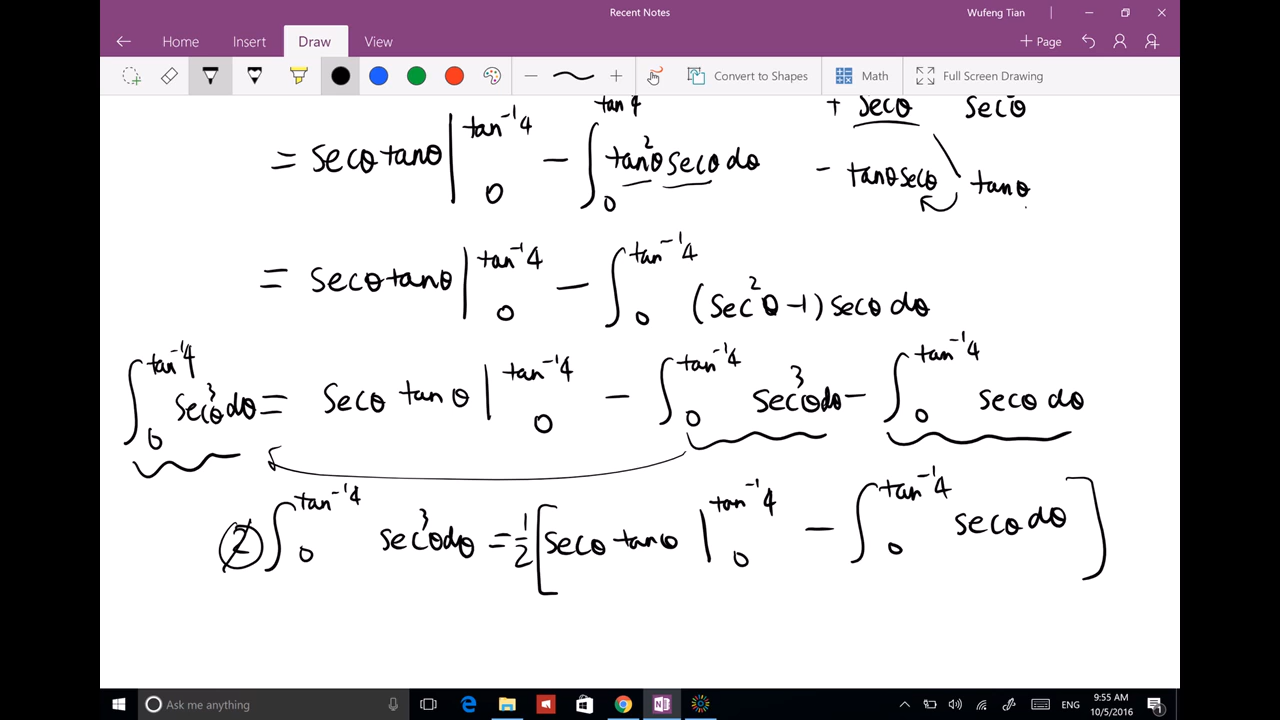 Recent Notes
Wufeng Tian
Home Insert Draw View
+ Page
Convert to Shapes Math Full Screen Drawing
+ secθ secθ
= secθ tanθ |₀^{tan⁻¹4} − ∫₀^{tan 4} tan²θ secθ dθ
− tanθ secθ tanθ
= secθ tanθ |₀^{tan⁻¹4} − ∫₀^{tan⁻¹4} (sec²θ −1) secθ dθ
∫₀^{tan⁻¹4} sec³θ dθ = secθ tanθ |₀^{tan⁻¹4} − ∫₀^{tan⁻¹4} sec³θ dθ − ∫₀^{tan⁻¹4} secθ dθ
2 ∫₀^{tan⁻¹4} sec³θ dθ = 1/2 [secθ tanθ |₀^{tan⁻¹4} − ∫₀^{tan⁻¹4} secθ dθ]
Ask me anything
ENG
9:55 AM
10/5/2016
1